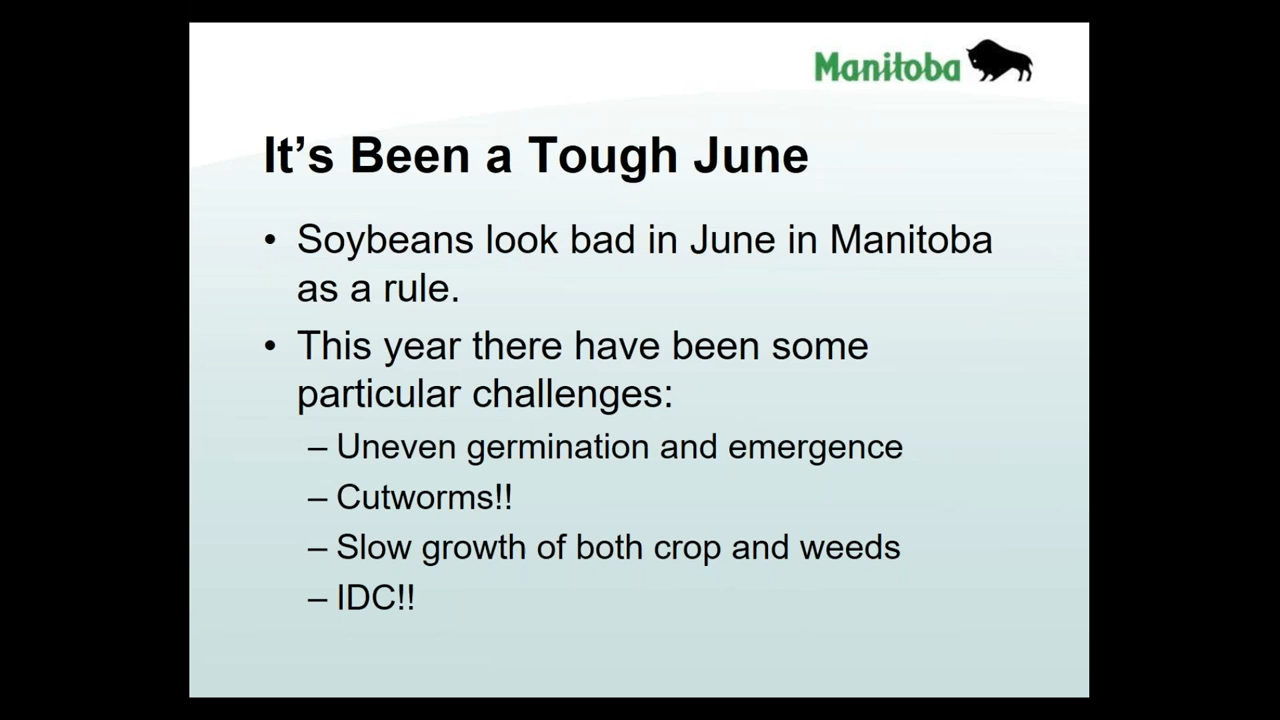 Manitoba
It's Been a Tough June
• Soybeans look bad in June in Manitoba
as a rule.
• This year there have been some
particular challenges:
– Uneven germination and emergence
– Cutworms!!
– Slow growth of both crop and weeds
– IDC!!